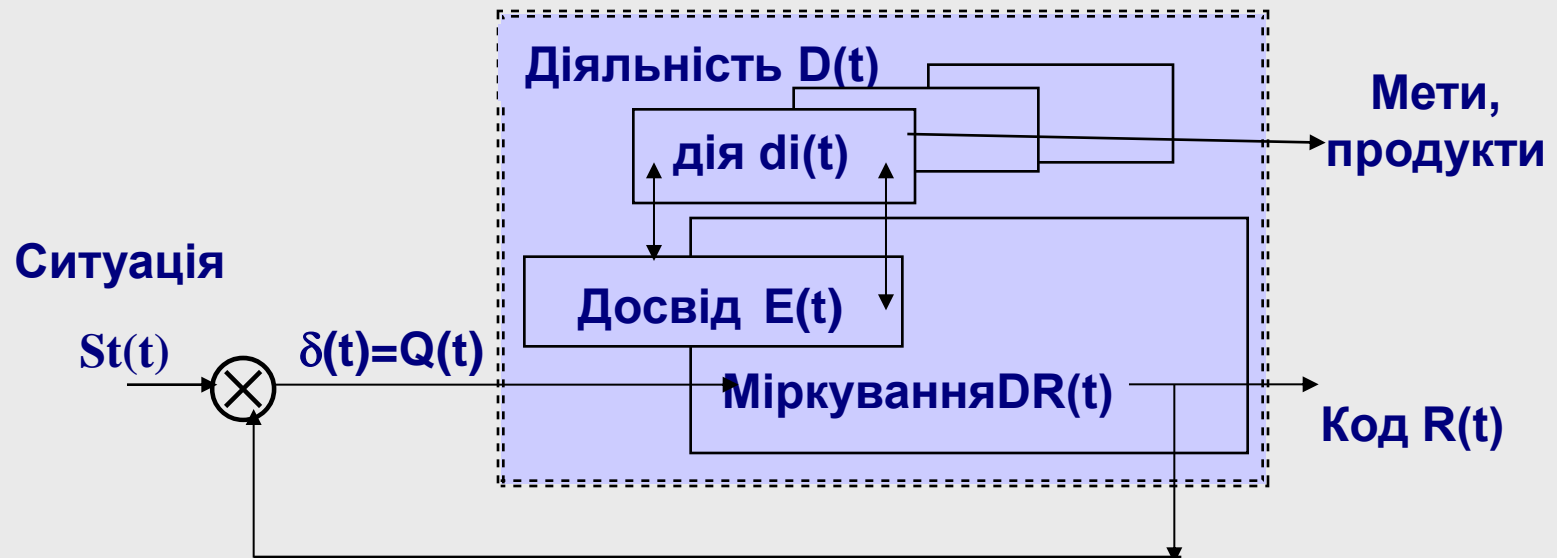 Діяльність D(t)
Мети,
продукти
дія di(t)
Ситуація
Досвід E(t)
St(t)
δ(t)=Q(t)
МіркуванняDR(t)
Код R(t)